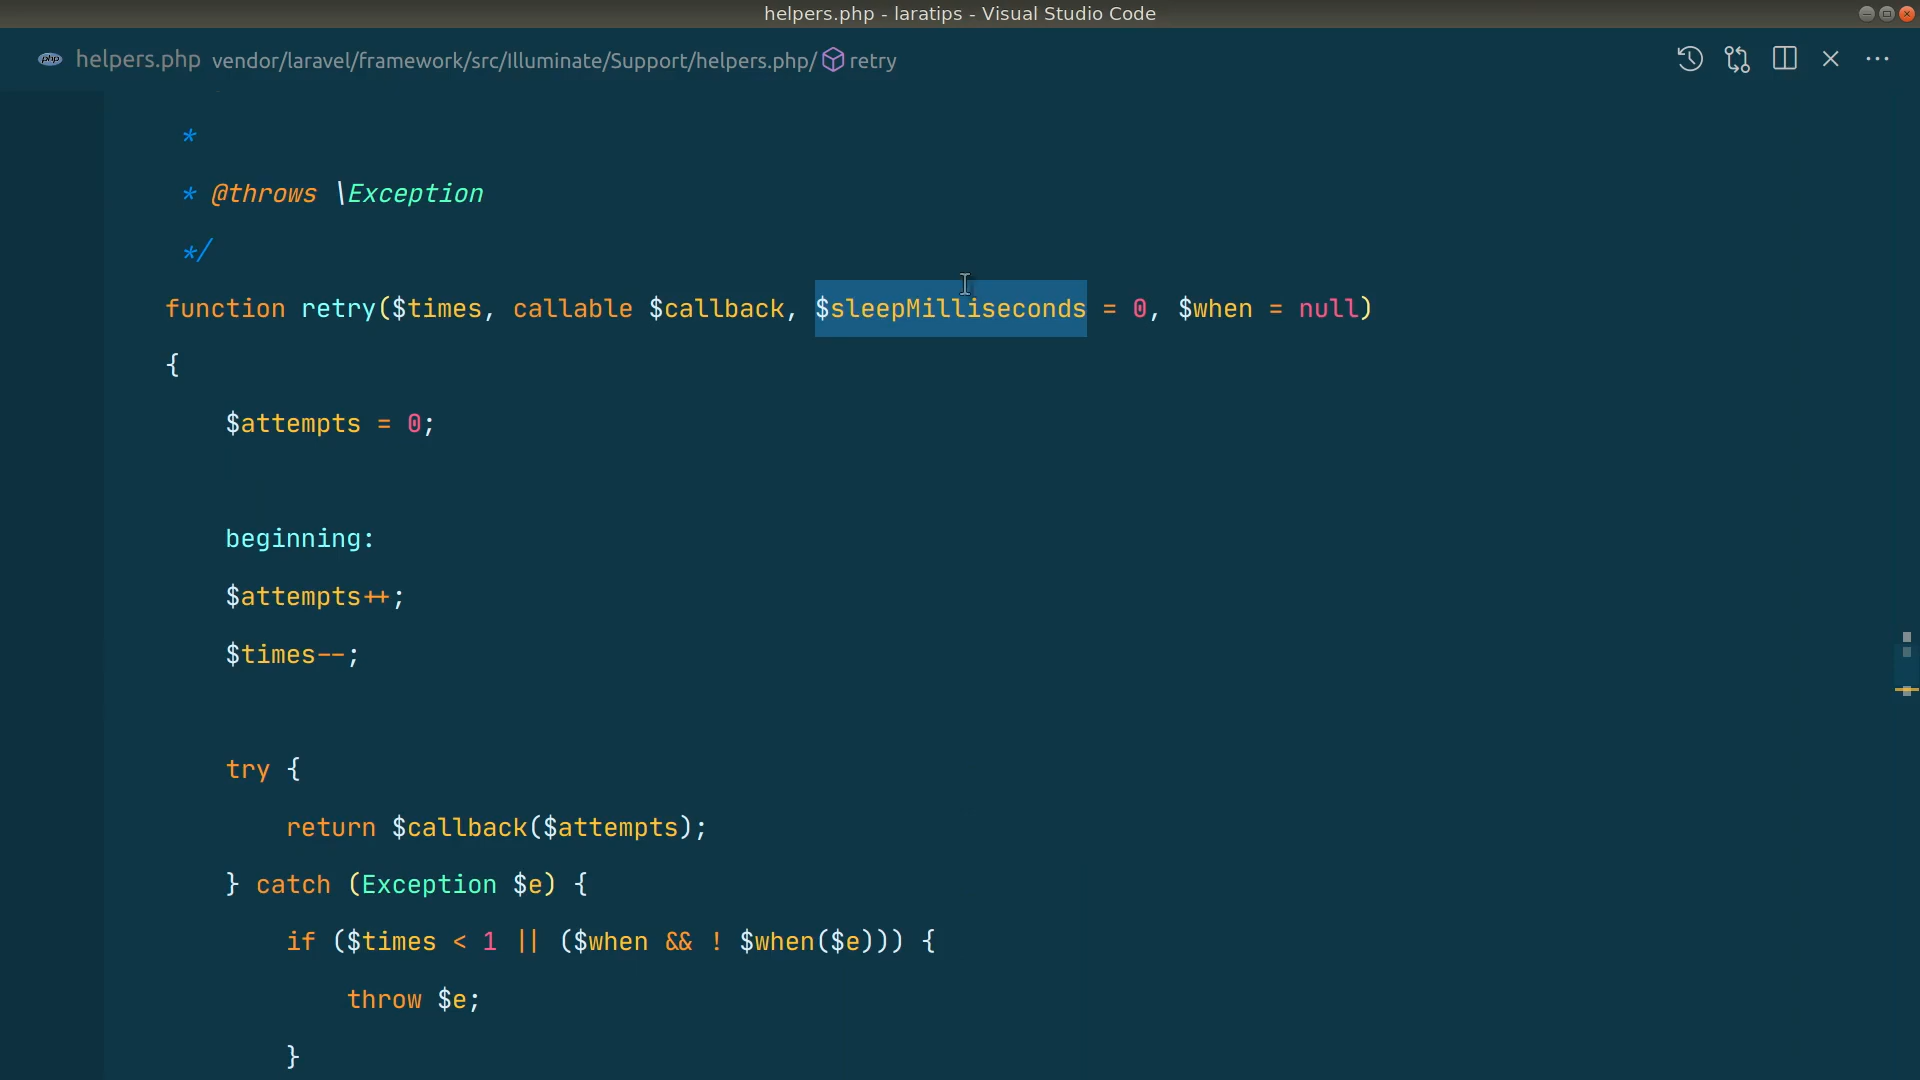 helpers.php - laratips - Visual Studio Code
php helpers.php vendor/laravel/framework/src/Illuminate/Support/helpers.php/ retry
*
* @throws \Exception
*/
function retry($times, callable $callback, $sleepMilliseconds = 0, $when = null)
{
$attempts = 0;
beginning:
$attempts++;
$times--;
try {
return $callback($attempts);
} catch (Exception $e) {
if ($times < 1 || ($when && ! $when($e))) {
throw $e;
}